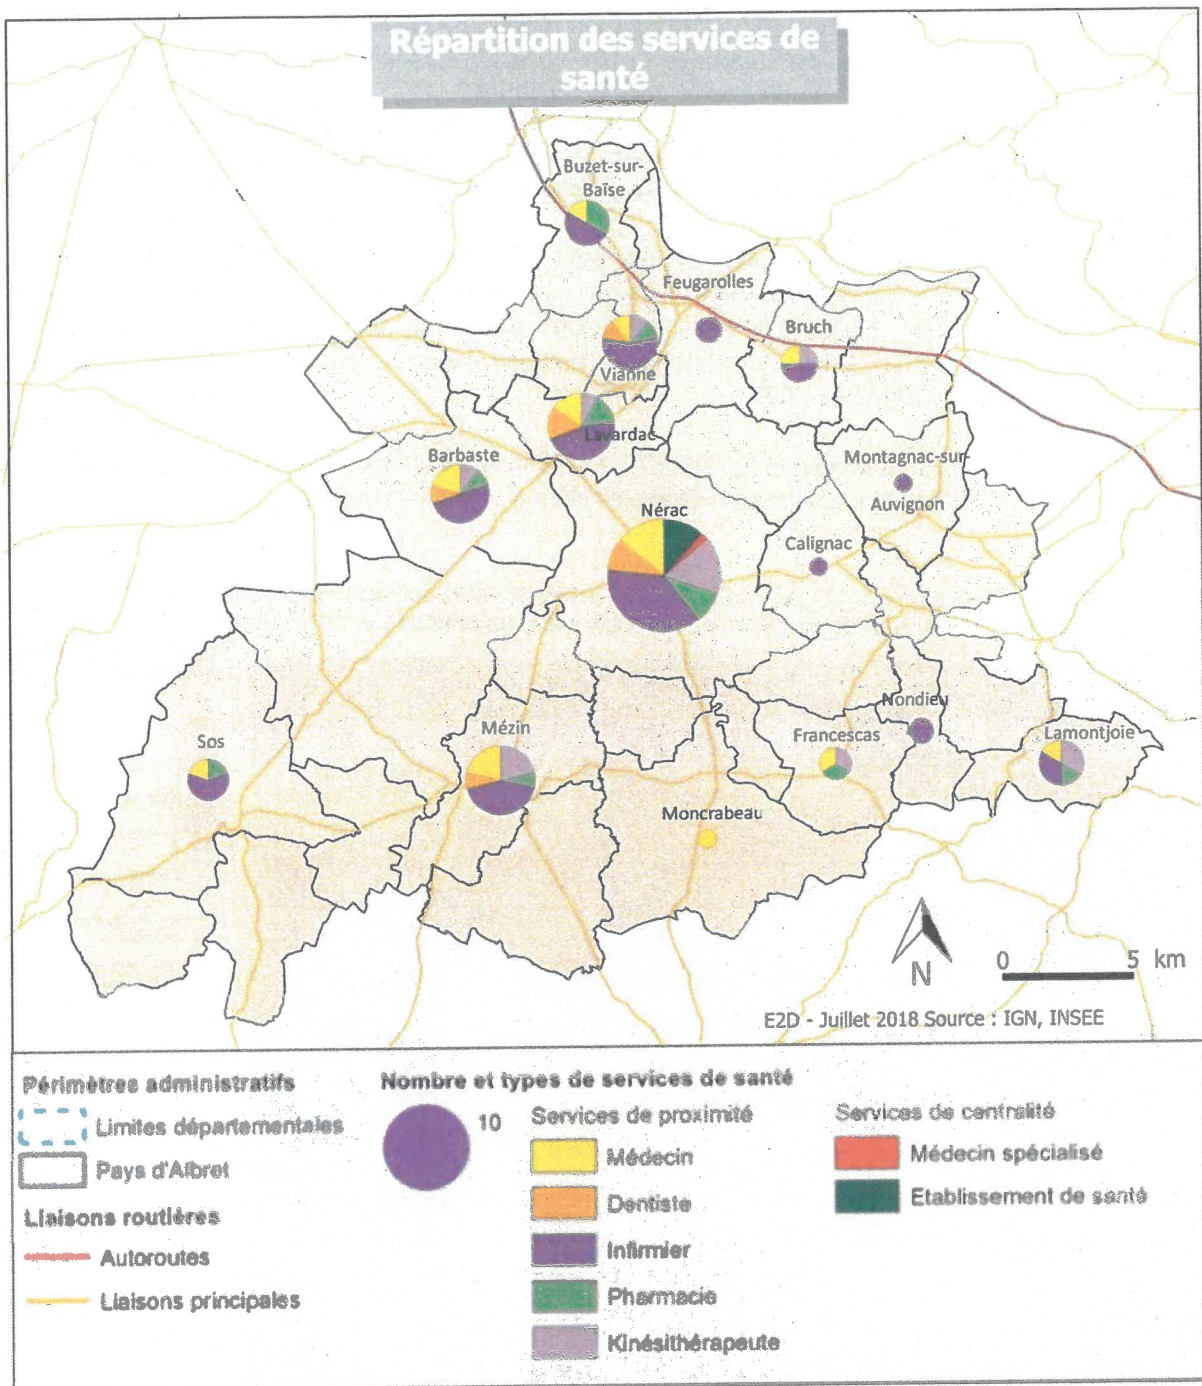 Répartition des services de
santé
Buzet-sur-
Baïse
Feugarolles
Bruch
Vianne
Lavardac
Barbaste
Montagnac-sur-
Auvignon
Nérac
Calignac
Nondieu
Sos
Mézin
Francescas
Lamontjoie
Moncrabeau
N
0 5 km
E2D - Juillet 2018 Source : IGN, INSEE
Périmètres administratifs
Limites départementales
Pays d'Albret
Liaisons routières
Autoroutes
Liaisons principales
Nombre et types de services de santé
10
Services de proximité
Médecin
Dentiste
Infirmier
Pharmacie
Kinésithérapeute
Services de centralité
Médecin spécialisé
Etablissement de santé